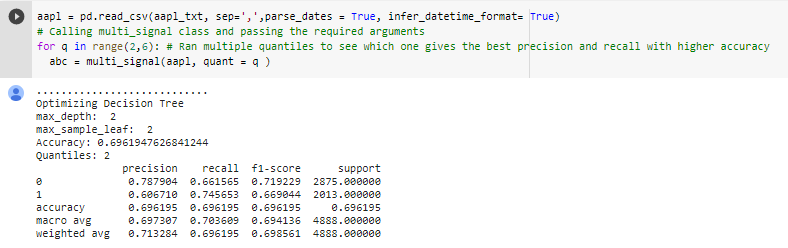 aapl = pd.read_csv(aapl_txt, sep=',',parse_dates = True, infer_datetime_format= True)
# Calling multi_signal class and passing the required arguments
for q in range(2,6): # Ran multiple quantiles to see which one gives the best precision and recall with higher accuracy
  abc = multi_signal(aapl, quant = q )
...........................
Optimizing Decision Tree
max_depth:  2
max_sample_leaf:  2
Accuracy: 0.6961947626841244
Quantiles: 2
              precision    recall  f1-score      support
0              0.787904  0.661565  0.719229  2875.000000
1              0.606710  0.745653  0.669044  2013.000000
accuracy       0.696195  0.696195  0.696195     0.696195
macro avg      0.697307  0.703609  0.694136  4888.000000
weighted avg   0.713284  0.696195  0.698561  4888.000000